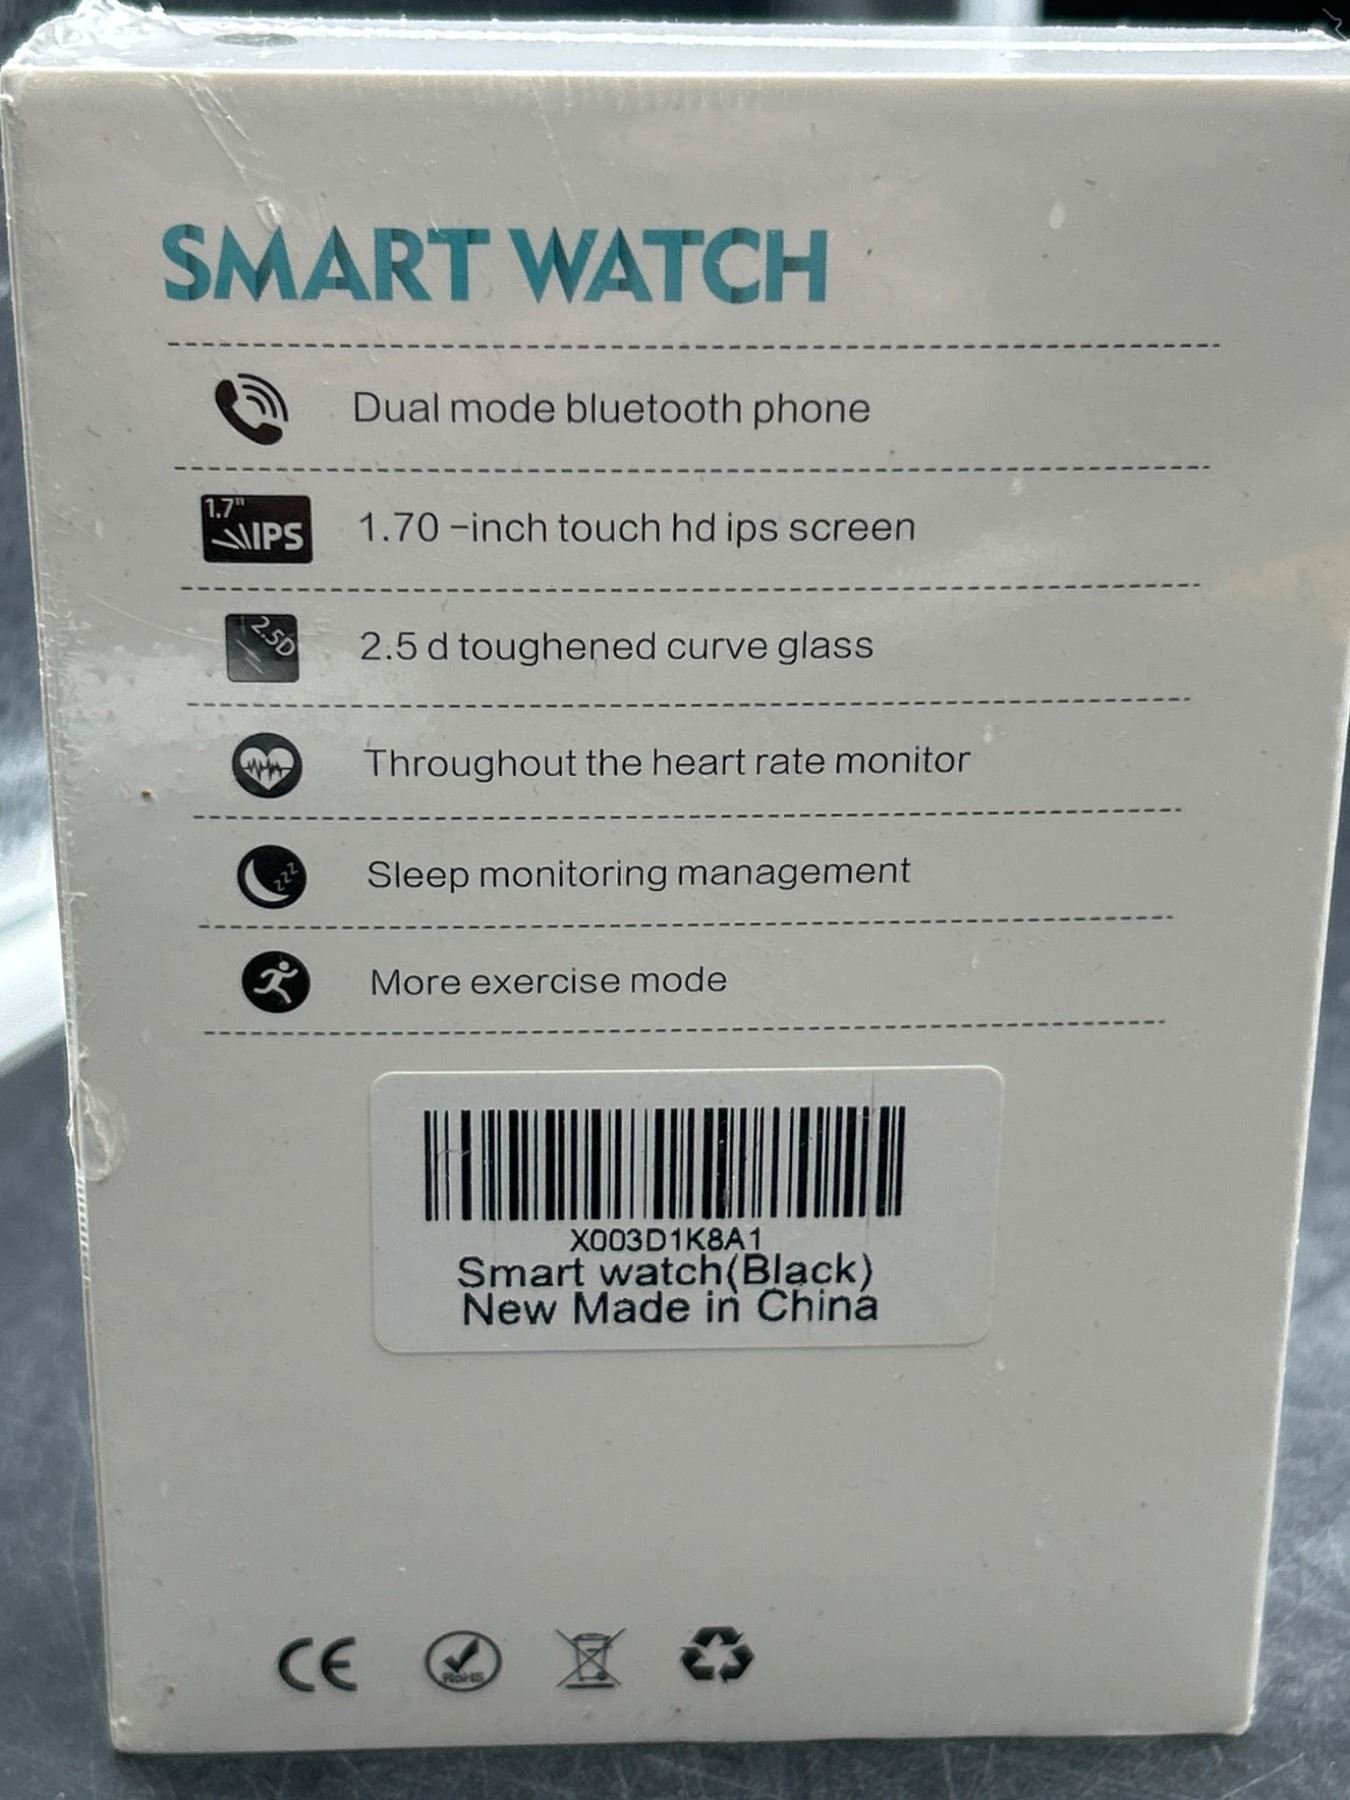 SMART WATCH
Dual mode bluetooth phone
1.7"
IPS
1.70 -inch touch hd ips screen
2.5D
2.5 d toughened curve glass
Throughout the heart rate monitor
zzz
Sleep monitoring management
More exercise mode
X003D1K8A1
Smart watch(Black)
New Made in China
CE
RoHS